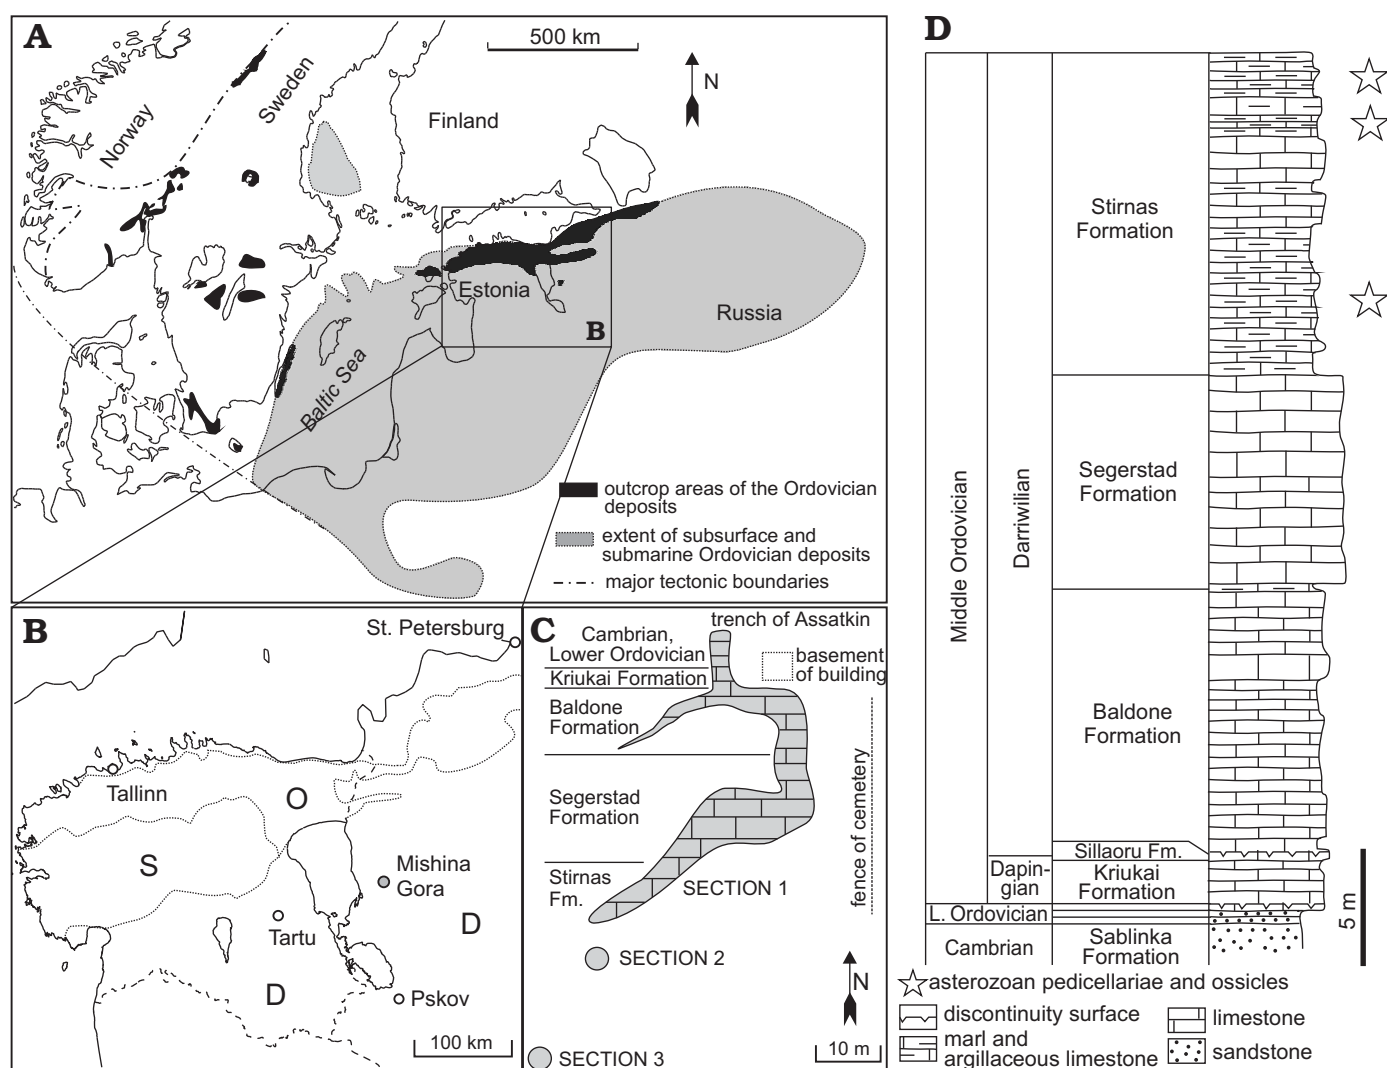 A
500 km
N
Norway
Sweden
Finland
Estonia
Russia
B
Baltic Sea
outcrop areas of the Ordovician
deposits
extent of subsurface and
submarine Ordovician deposits
major tectonic boundaries
B
St. Petersburg
Tallinn
O
S
Mishina
Gora
D
Tartu
D
Pskov
100 km
C
trench of Assatkin
Cambrian,
Lower Ordovician
Kriukai Formation
basement
of building
Baldone
Formation
Segerstad
Formation
fence of cemetery
Stirnas
Fm.
SECTION 1
SECTION 2
N
SECTION 3
10 m
D
Middle Ordovician
Darriwilian
Stirnas
Formation
Segerstad
Formation
Baldone
Formation
Sillaoru Fm.
Dapin-
gian
Kriukai
Formation
L. Ordovician
Cambrian
Sablinka
Formation
5 m
asterozoan pedicellariae and ossicles
discontinuity surface
limestone
marl and
argillaceous limestone
sandstone